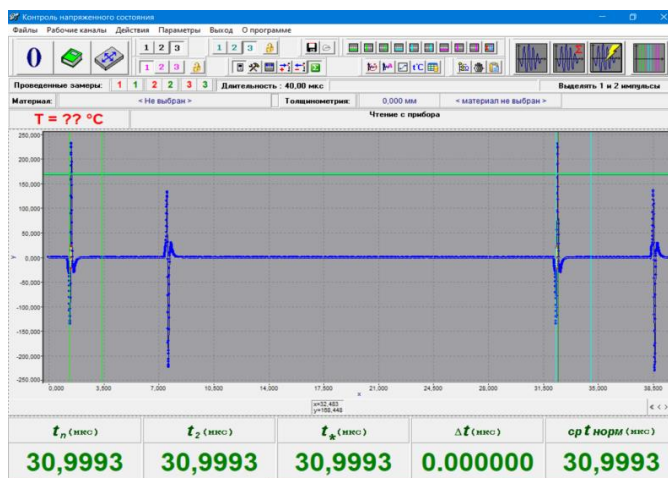 Контроль напряженного состояния
Файлы Рабочие каналы Действия Параметры Выход О программе
0 1 2 3 1 2 3
1 2 3 t'C
Проведенные замеры: 1 1 2 2 3 3 Длительность : 40,00 мкс Выделять 1 и 2 импульсы
Материал: < Не выбран > Толщинометрия: 0,000 мм < материал не выбран >
T = ?? °C Чтение с прибора
250,000
200,000
150,000
100,000
50,000
0,000
-50,000
-100,000
-150,000
-200,000
-250,000
0,000 3,500 7,000 10,500 14,000 17,500 21,000 24,500 28,000 31,500 35,000 38,500
x
x=32,483
y=168,448
tп (мкс) t2 (мкс) t* (мкс) Δt (мкс) ср t норм (мкс)
30,9993 30,9993 30,9993 0.000000 30,9993